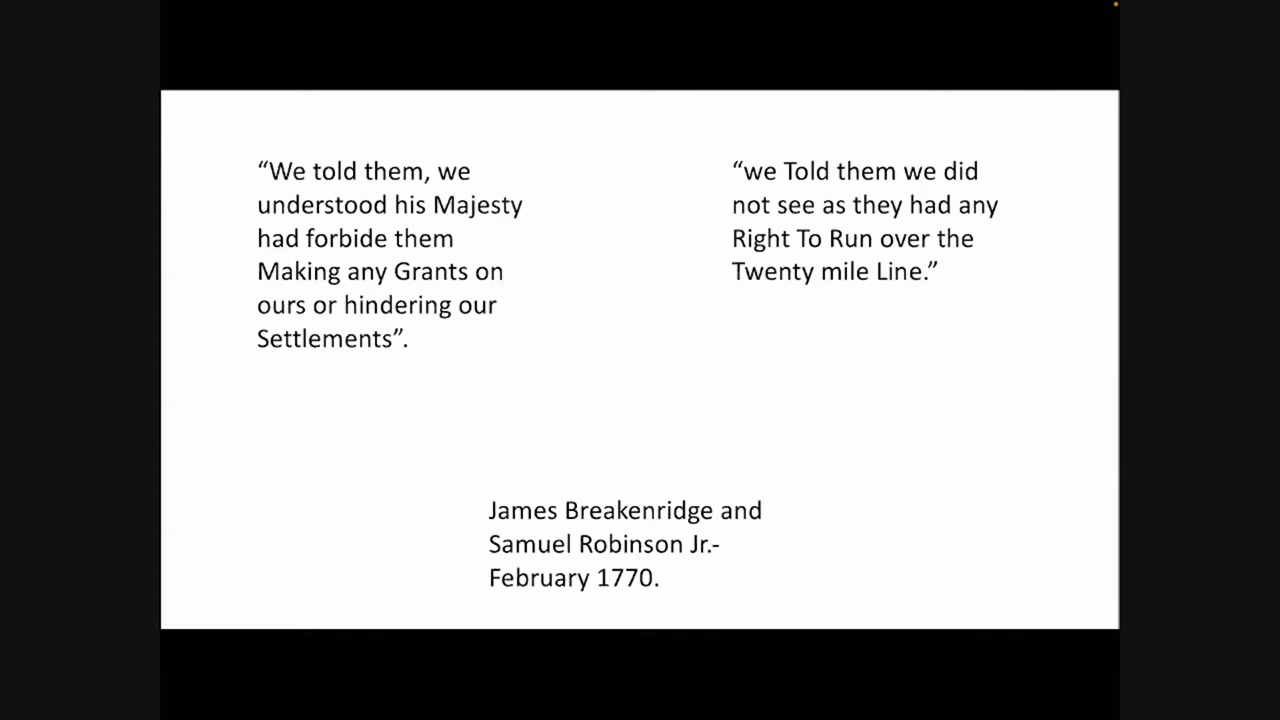 “We told them, we
understood his Majesty
had forbide them
Making any Grants on
ours or hindering our
Settlements”.
“we Told them we did
not see as they had any
Right To Run over the
Twenty mile Line.”
James Breakenridge and
Samuel Robinson Jr.-
February 1770.